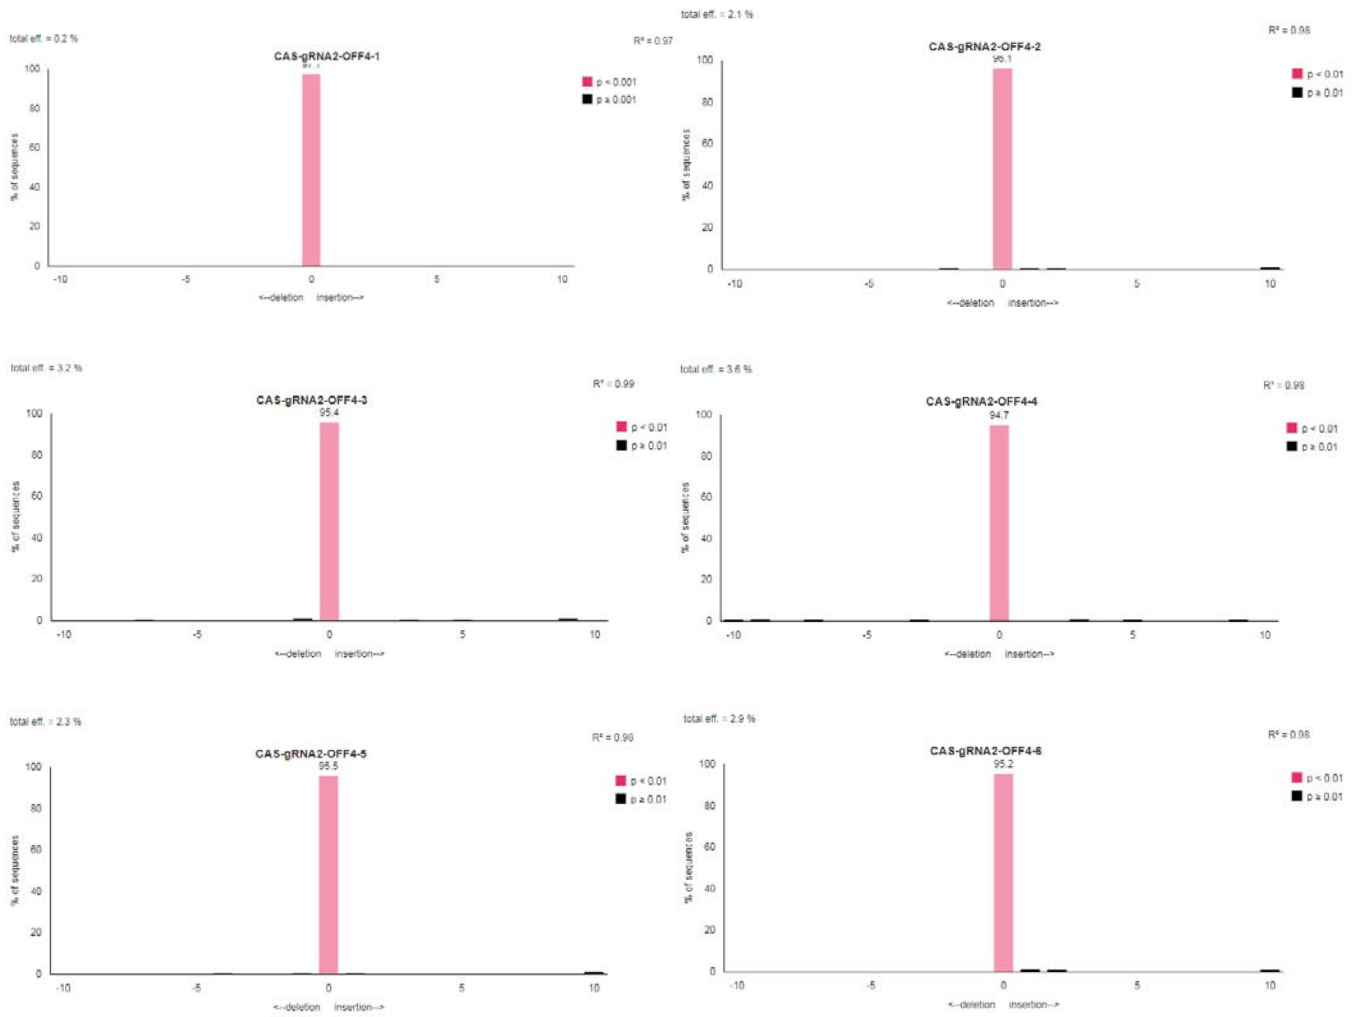 total eff. = 0.2 %
R² = 0.97
CAS-gRNA2-OFF4-1
p < 0.001
p ≥ 0.001
% of sequences
100
80
60
40
20
0
-10 -5 0 5 10
<--deletion insertion-->
total eff. = 2.1 %
R² = 0.98
CAS-gRNA2-OFF4-2
96.1
p < 0.01
p ≥ 0.01
% of sequences
100
80
60
40
20
0
-10 -5 0 5 10
<--deletion insertion-->
total eff. = 3.2 %
R² = 0.99
CAS-gRNA2-OFF4-3
95.4
p < 0.01
p ≥ 0.01
% of sequences
100
80
60
40
20
0
-10 -5 0 5 10
<--deletion insertion-->
total eff. = 3.6 %
R² = 0.98
CAS-gRNA2-OFF4-4
94.7
p < 0.01
p ≥ 0.01
% of sequences
100
80
60
40
20
0
-10 -5 0 5 10
<--deletion insertion-->
total eff. = 2.3 %
R² = 0.98
CAS-gRNA2-OFF4-5
95.5
p < 0.01
p ≥ 0.01
% of sequences
100
80
60
40
20
0
-10 -5 0 5 10
<--deletion insertion-->
total eff. = 2.9 %
R² = 0.98
CAS-gRNA2-OFF4-6
95.2
p < 0.01
p ≥ 0.01
% of sequences
100
80
60
40
20
0
-10 -5 0 5 10
<--deletion insertion-->